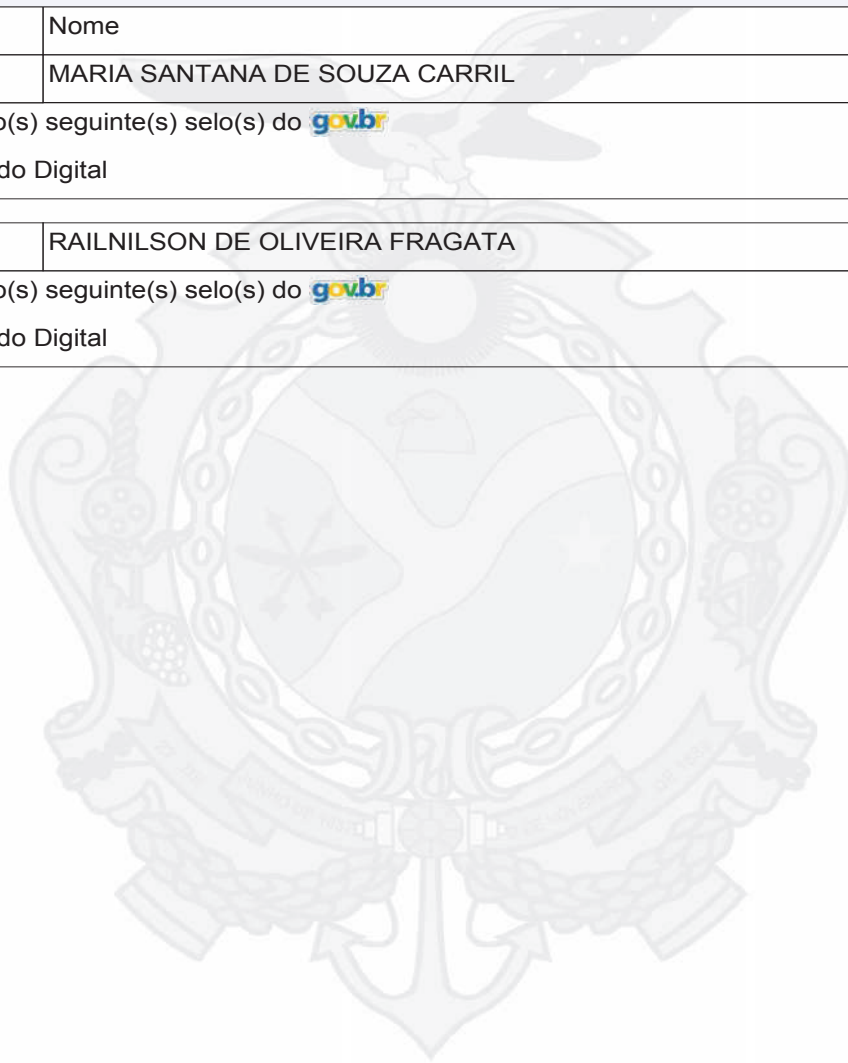 Nome
MARIA SANTANA DE SOUZA CARRIL
o(s) seguinte(s) selo(s) do gov.br
do Digital
RAILNILSON DE OLIVEIRA FRAGATA
o(s) seguinte(s) selo(s) do gov.br
do Digital